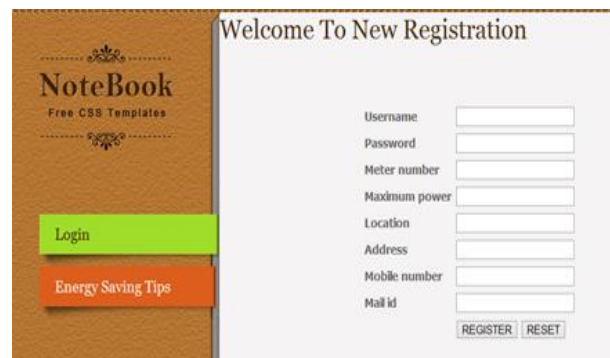 Welcome To New Registration
NoteBook
Free CSS Templates
Login
Energy Saving Tips
Username
Password
Meter number
Maximum power
Location
Address
Mobile number
Mail id
REGISTER RESET